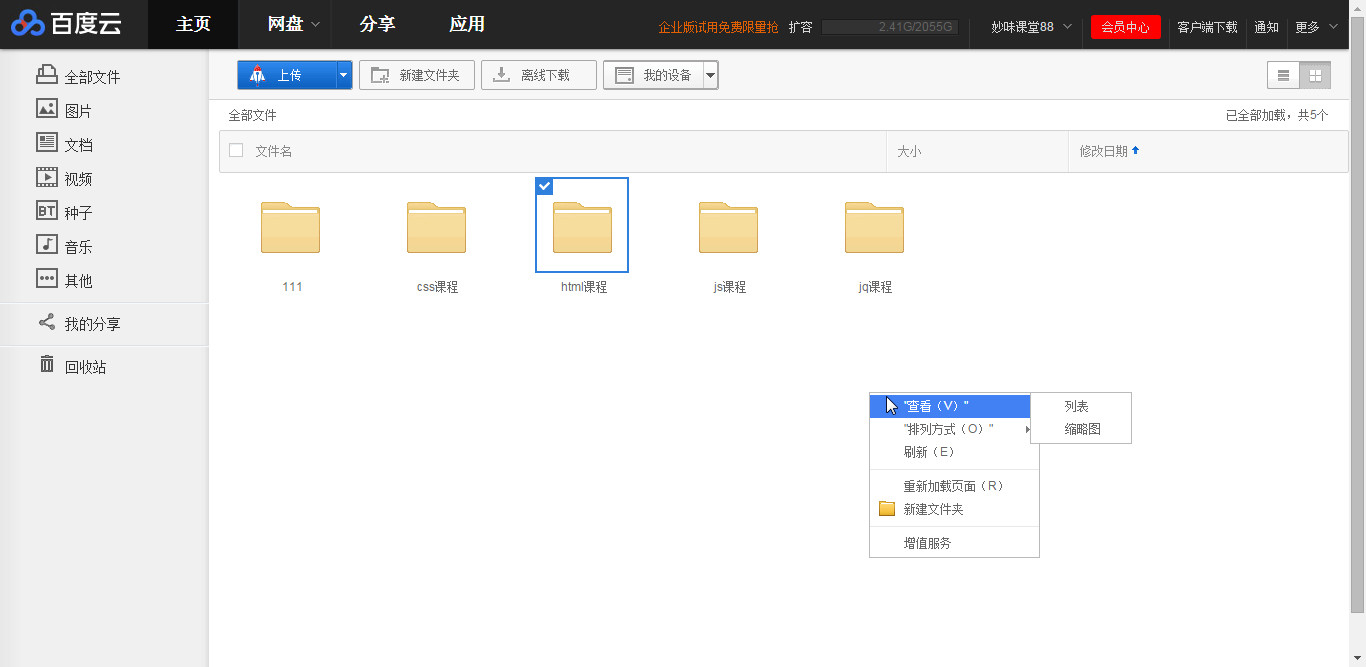 百度云 主页 网盘 分享 应用 企业版试用免费限量抢 扩容 2.41G/2055G 妙味课堂88 会员中心 客户端下载 通知 更多
上传 新建文件夹 离线下载 我的设备
全部文件
图片
文档
视频
BT 种子
音乐
其他
我的分享
回收站
全部文件 已全部加载，共5个
文件名 大小 修改日期
111 css课程 html课程 js课程 jq课程
"查看（V）" 列表
"排列方式（O）" 缩略图
刷新（E）
重新加载页面（R）
新建文件夹
增值服务